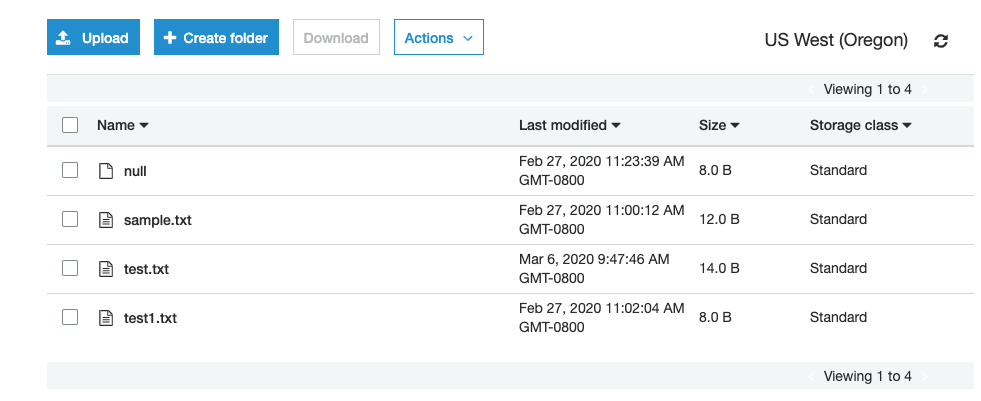 Upload Create folder Download Actions US West (Oregon)
Viewing 1 to 4
Name Last modified Size Storage class
null Feb 27, 2020 11:23:39 AM GMT-0800 8.0 B Standard
sample.txt Feb 27, 2020 11:00:12 AM GMT-0800 12.0 B Standard
test.txt Mar 6, 2020 9:47:46 AM GMT-0800 14.0 B Standard
test1.txt Feb 27, 2020 11:02:04 AM GMT-0800 8.0 B Standard
Viewing 1 to 4